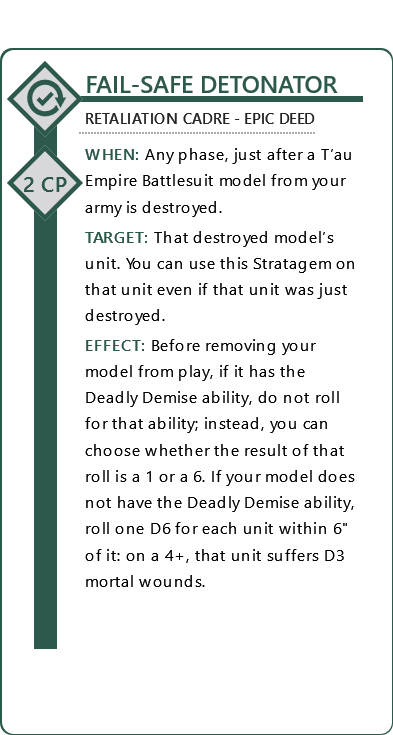 FAIL-SAFE DETONATOR
RETALIATION CADRE - EPIC DEED
WHEN: Any phase, just after a T’au
Empire Battlesuit model from your
army is destroyed.
2 CP
TARGET: That destroyed model’s
unit. You can use this Stratagem on
that unit even if that unit was just
destroyed.
EFFECT: Before removing your
model from play, if it has the
Deadly Demise ability, do not roll
for that ability; instead, you can
choose whether the result of that
roll is a 1 or a 6. If your model does
not have the Deadly Demise ability,
roll one D6 for each unit within 6"
of it: on a 4+, that unit suffers D3
mortal wounds.